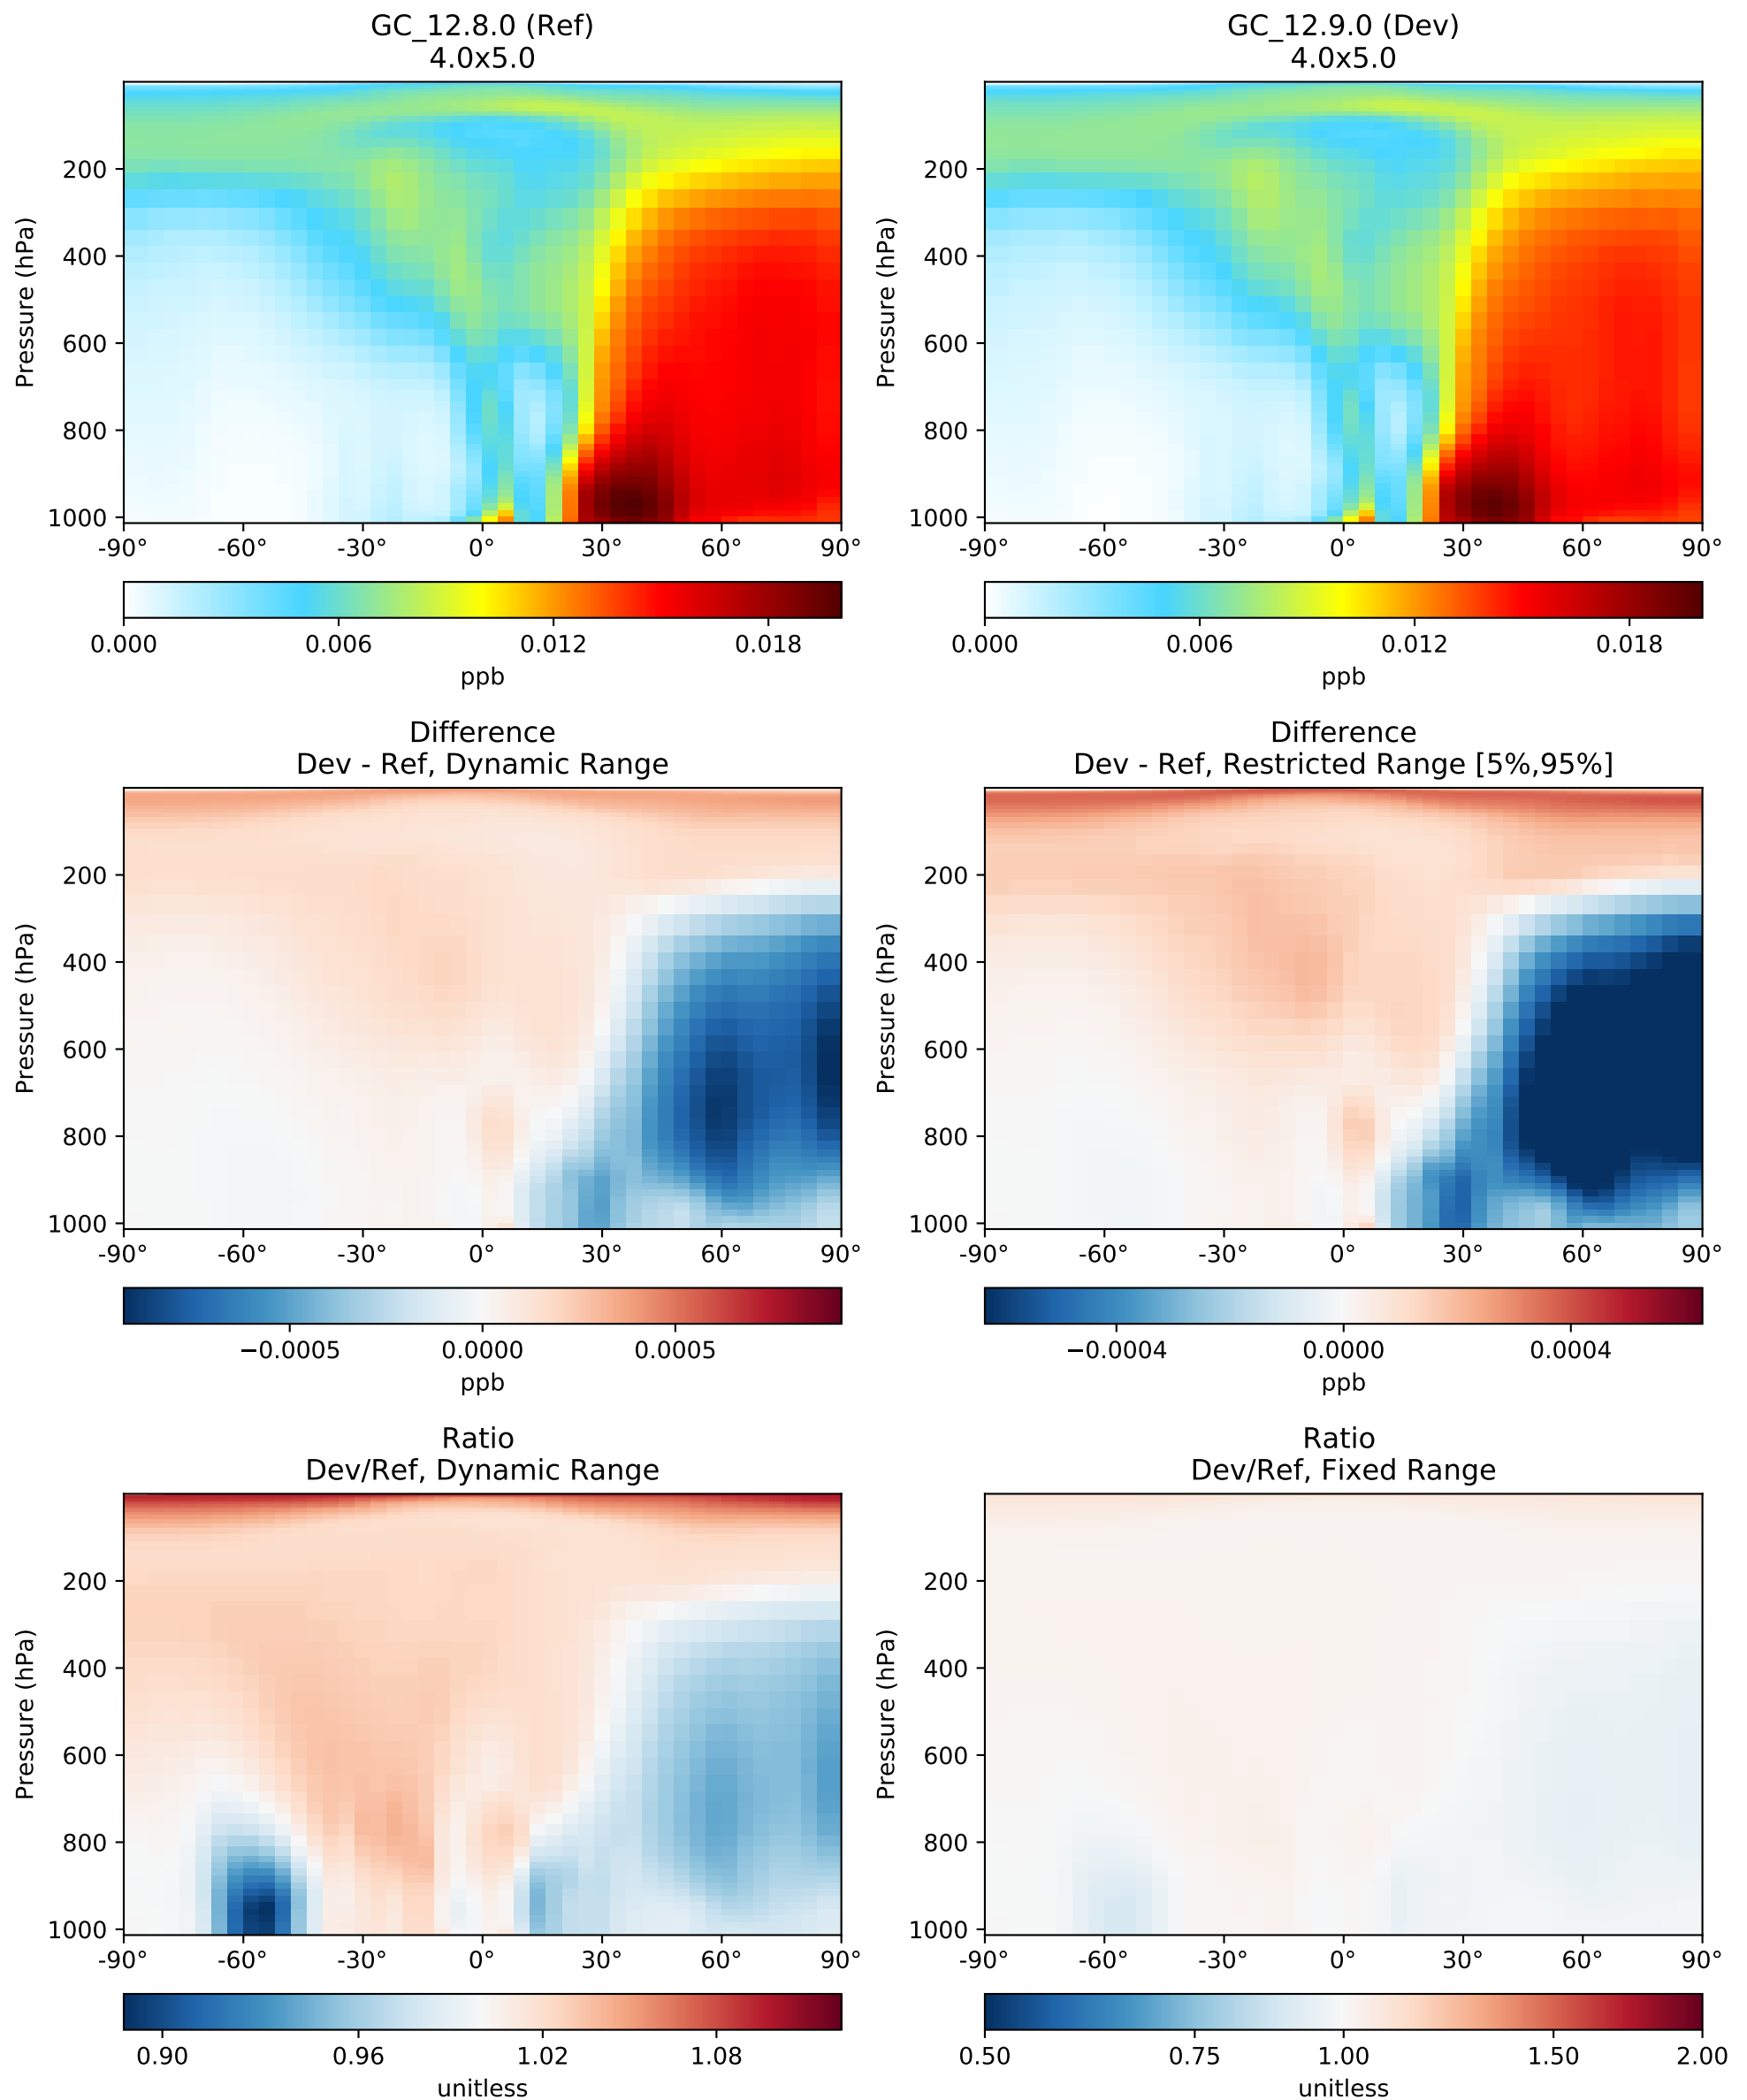 GC_12.8.0 (Ref)
4.0x5.0
Pressure (hPa)
200
400
600
800
1000
-90° -60° -30° 0° 30° 60° 90°
0.000 0.006 0.012 0.018
ppb
GC_12.9.0 (Dev)
4.0x5.0
Pressure (hPa)
200
400
600
800
1000
-90° -60° -30° 0° 30° 60° 90°
0.000 0.006 0.012 0.018
ppb
Difference
Dev - Ref, Dynamic Range
Pressure (hPa)
200
400
600
800
1000
-90° -60° -30° 0° 30° 60° 90°
−0.0005 0.0000 0.0005
ppb
Difference
Dev - Ref, Restricted Range [5%,95%]
Pressure (hPa)
200
400
600
800
1000
-90° -60° -30° 0° 30° 60° 90°
−0.0004 0.0000 0.0004
ppb
Ratio
Dev/Ref, Dynamic Range
Pressure (hPa)
200
400
600
800
1000
-90° -60° -30° 0° 30° 60° 90°
0.90 0.96 1.02 1.08
unitless
Ratio
Dev/Ref, Fixed Range
Pressure (hPa)
200
400
600
800
1000
-90° -60° -30° 0° 30° 60° 90°
0.50 0.75 1.00 1.50 2.00
unitless